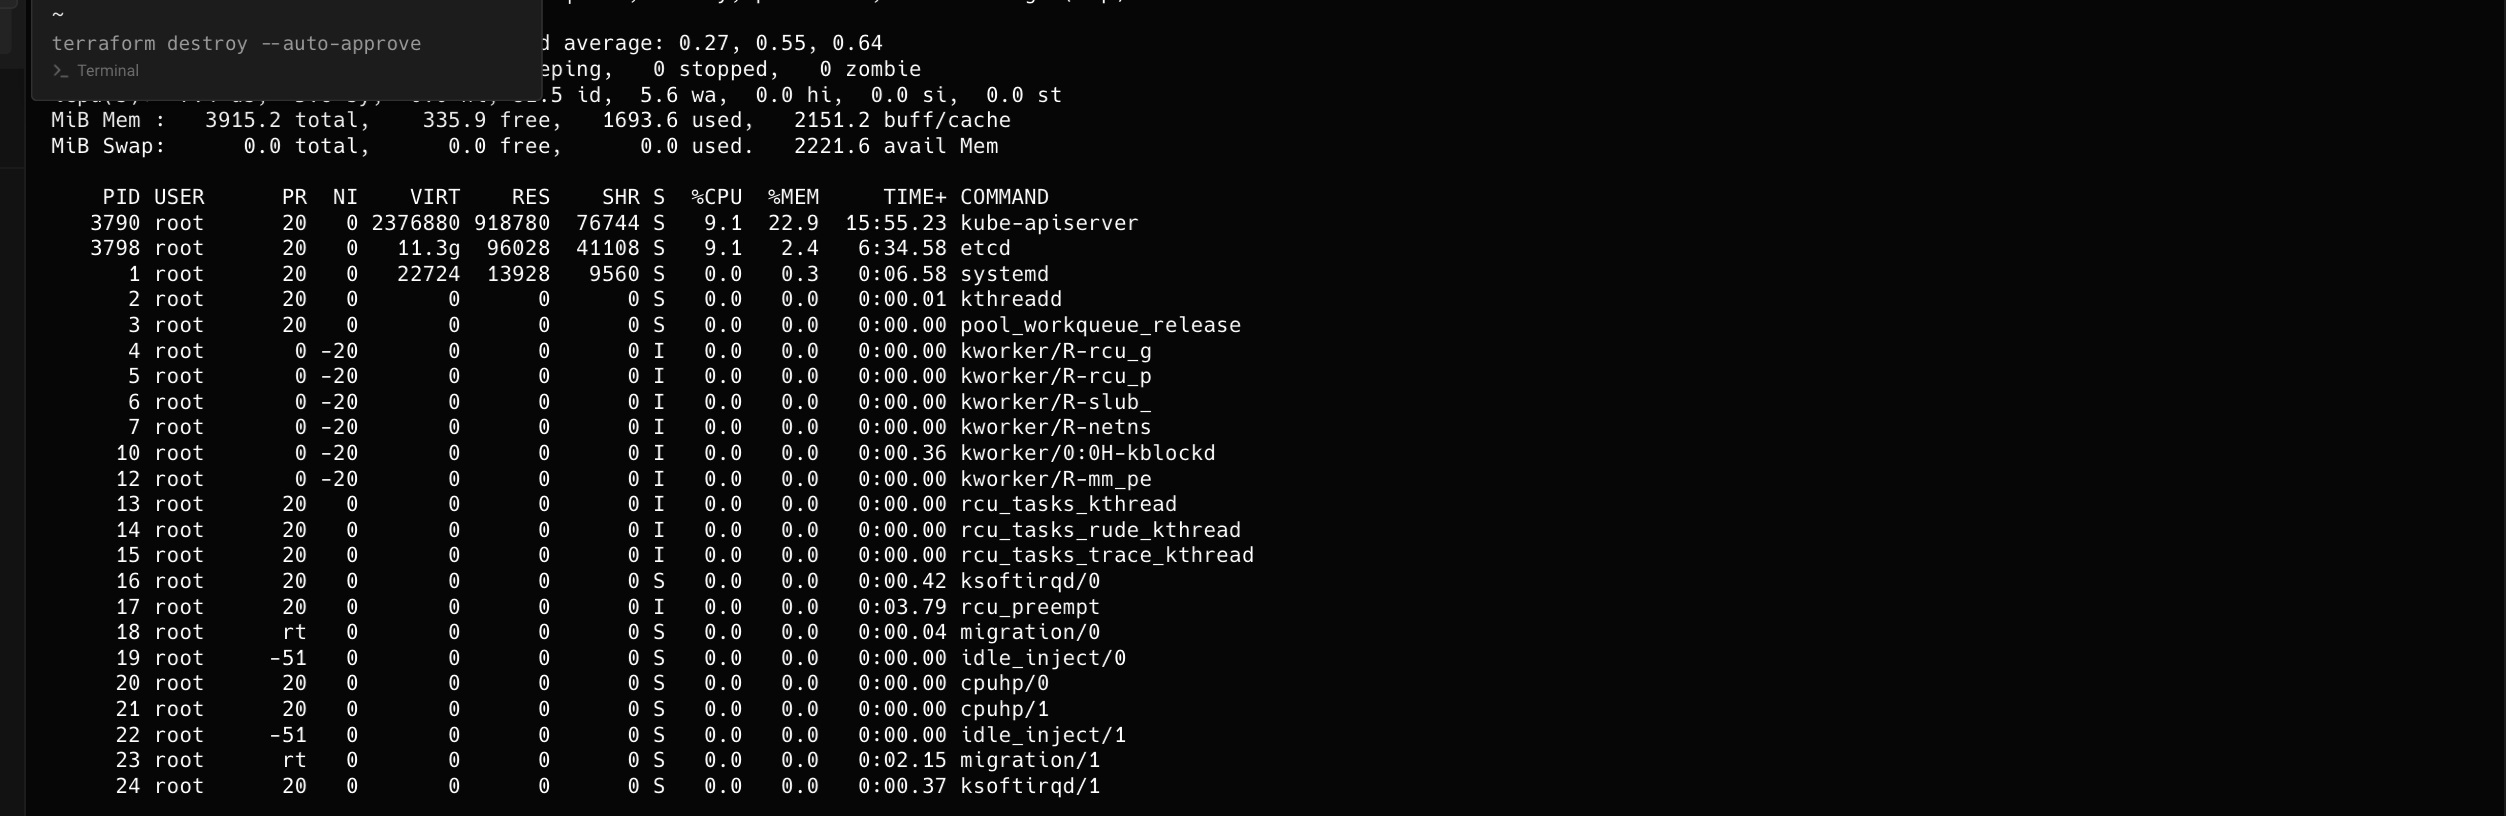 ~
terraform destroy --auto-approve
Terminal
d average: 0.27, 0.55, 0.64
eping,   0 stopped,   0 zombie
.5 id,  5.6 wa,  0.0 hi,  0.0 si,  0.0 st
MiB Mem :   3915.2 total,    335.9 free,   1693.6 used,   2151.2 buff/cache
MiB Swap:      0.0 total,      0.0 free,      0.0 used.   2221.6 avail Mem
PID USER      PR  NI    VIRT    RES    SHR S  %CPU  %MEM     TIME+ COMMAND
3790 root      20   0 2376880 918780  76744 S   9.1  22.9  15:55.23 kube-apiserver
3798 root      20   0   11.3g  96028  41108 S   9.1   2.4   6:34.58 etcd
1 root      20   0   22724  13928   9560 S   0.0   0.3   0:06.58 systemd
2 root      20   0       0      0      0 S   0.0   0.0   0:00.01 kthreadd
3 root      20   0       0      0      0 S   0.0   0.0   0:00.00 pool_workqueue_release
4 root       0 -20       0      0      0 I   0.0   0.0   0:00.00 kworker/R-rcu_g
5 root       0 -20       0      0      0 I   0.0   0.0   0:00.00 kworker/R-rcu_p
6 root       0 -20       0      0      0 I   0.0   0.0   0:00.00 kworker/R-slub_
7 root       0 -20       0      0      0 I   0.0   0.0   0:00.00 kworker/R-netns
10 root       0 -20       0      0      0 I   0.0   0.0   0:00.36 kworker/0:0H-kblockd
12 root       0 -20       0      0      0 I   0.0   0.0   0:00.00 kworker/R-mm_pe
13 root      20   0       0      0      0 I   0.0   0.0   0:00.00 rcu_tasks_kthread
14 root      20   0       0      0      0 I   0.0   0.0   0:00.00 rcu_tasks_rude_kthread
15 root      20   0       0      0      0 I   0.0   0.0   0:00.00 rcu_tasks_trace_kthread
16 root      20   0       0      0      0 S   0.0   0.0   0:00.42 ksoftirqd/0
17 root      20   0       0      0      0 I   0.0   0.0   0:03.79 rcu_preempt
18 root      rt   0       0      0      0 S   0.0   0.0   0:00.04 migration/0
19 root     -51   0       0      0      0 S   0.0   0.0   0:00.00 idle_inject/0
20 root      20   0       0      0      0 S   0.0   0.0   0:00.00 cpuhp/0
21 root      20   0       0      0      0 S   0.0   0.0   0:00.00 cpuhp/1
22 root     -51   0       0      0      0 S   0.0   0.0   0:00.00 idle_inject/1
23 root      rt   0       0      0      0 S   0.0   0.0   0:02.15 migration/1
24 root      20   0       0      0      0 S   0.0   0.0   0:00.37 ksoftirqd/1